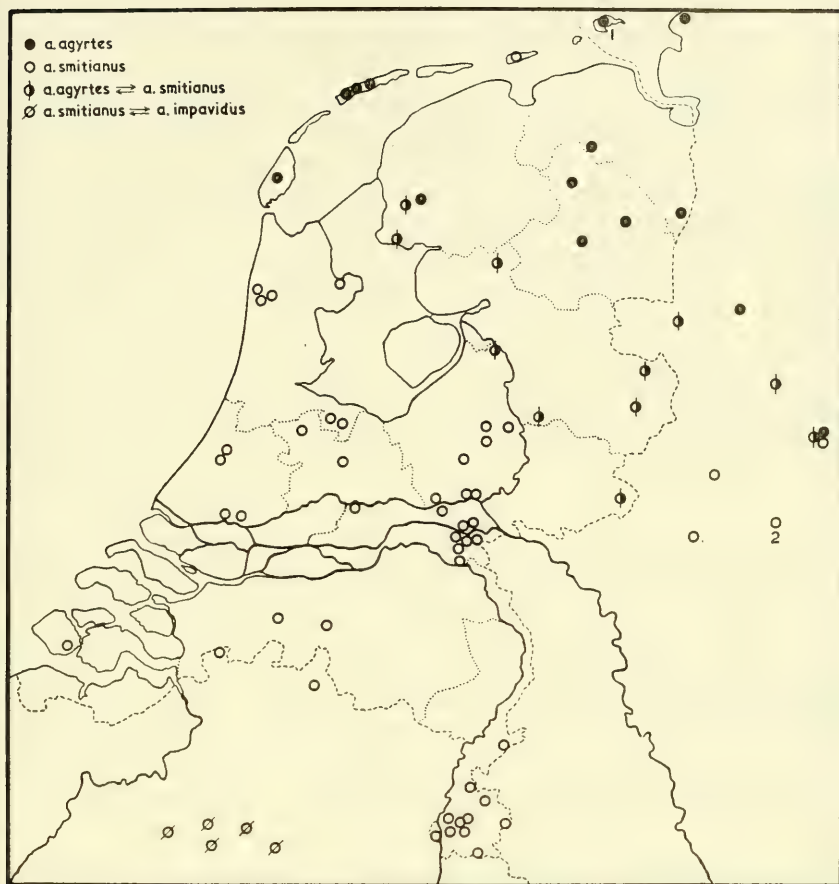 a. agyrtes
a. smitianus
a. agyrtes ⇌ a. smitianus
a. smitianus ⇌ a. impavidus
1
2